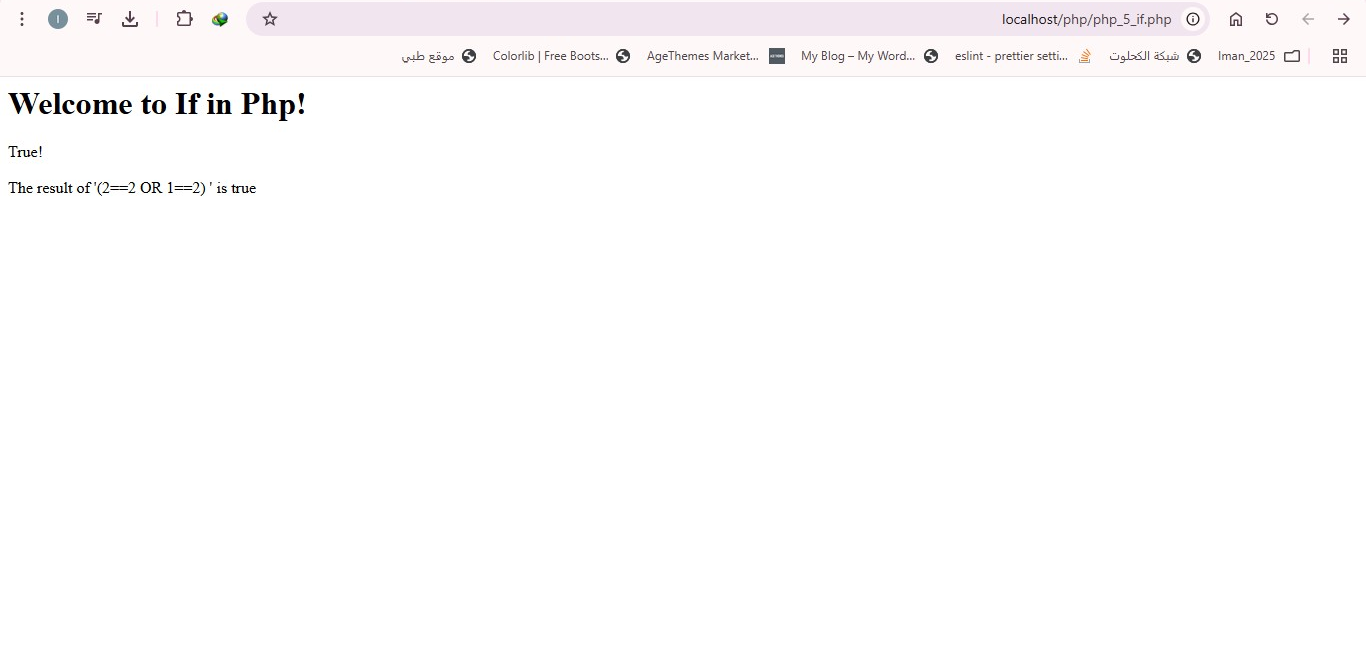 localhost/php/php_5_if.php
I
Iman_2025
شبكة الكحلوت
eslint - prettier setti...
My Blog – My Word...
AgeThemes Market...
Colorlib | Free Boots...
موقع طبي
Welcome to If in Php!
True!
The result of '(2==2 OR 1==2) ' is true